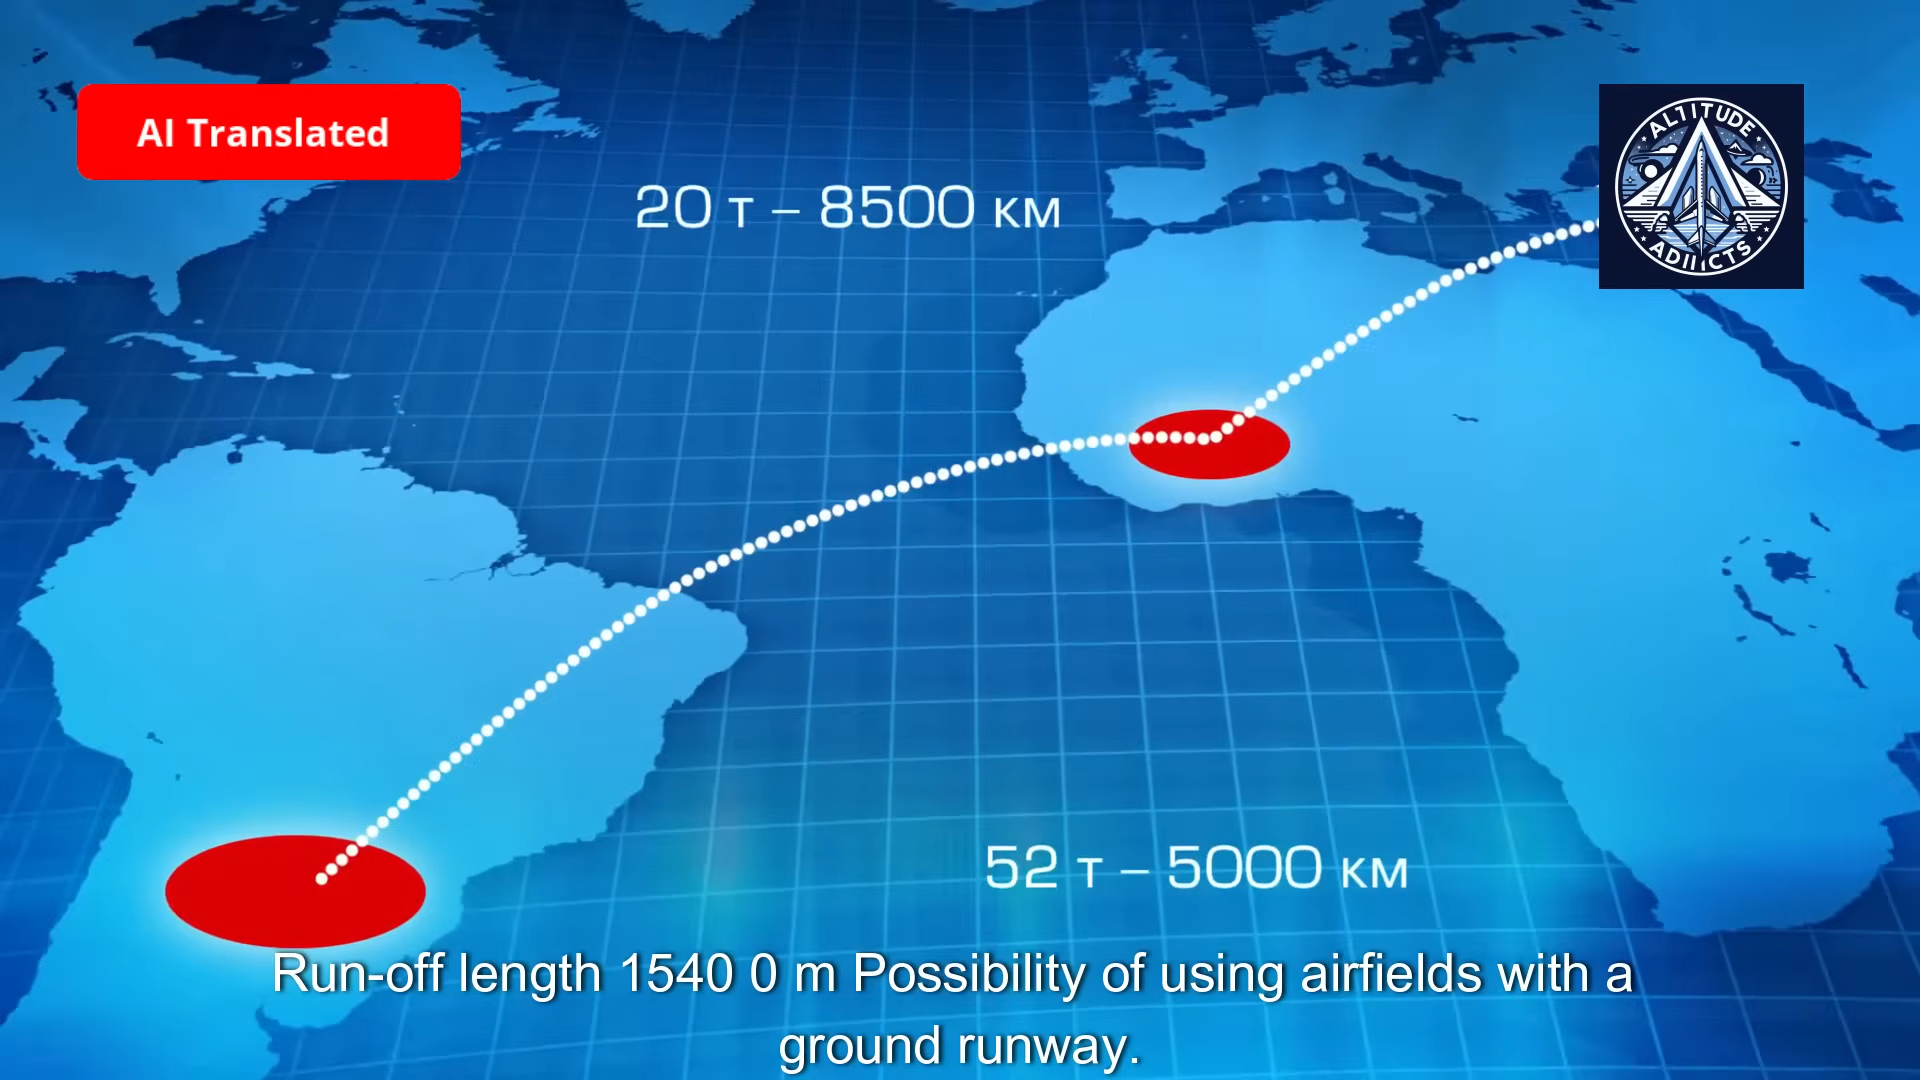 AI Translated
AL1ITUDE
ADIICTS
20 т – 8500 км
52 т – 5000 км
Run-off length 1540 0 m Possibility of using airfields with a
ground runway.